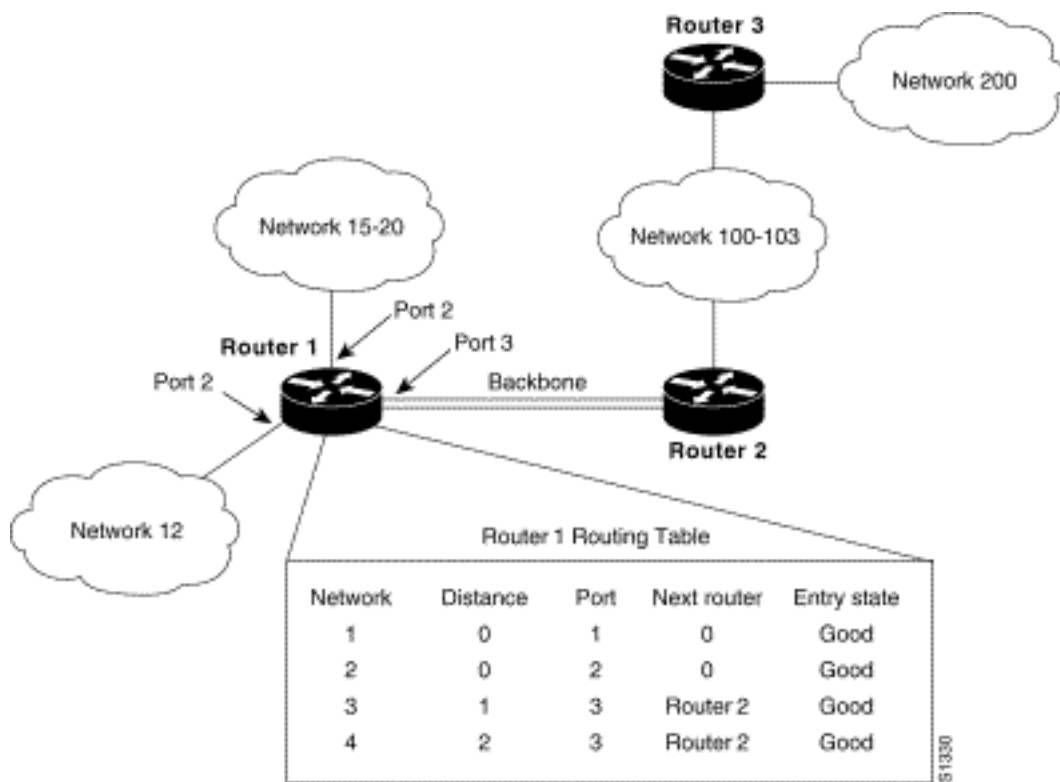 Router 3
Network 200
Network 15-20
Network 100-103
Port 2
Router 1
Port 3
Port 2
Backbone
Router 2
Network 12
Router 1 Routing Table
Network Distance Port Next router Entry state
1 0 1 0 Good
2 0 2 0 Good
3 1 3 Router 2 Good
4 2 3 Router 2 Good
S1330